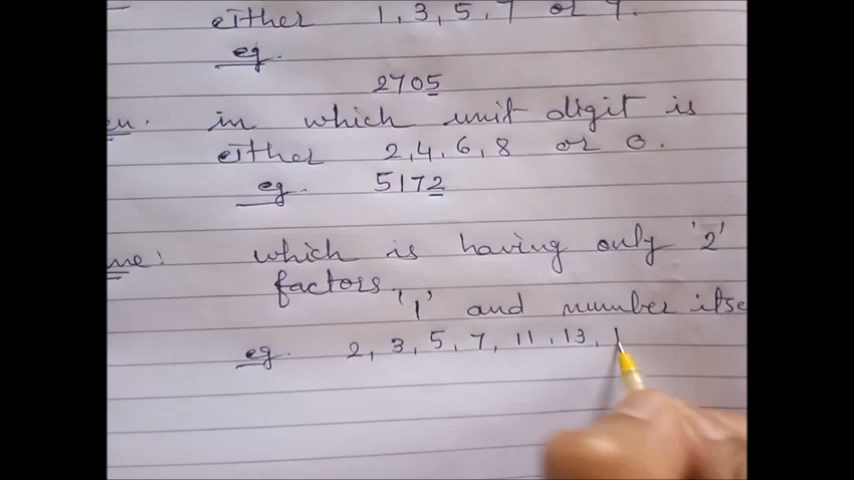 either 1, 3, 5, 7 or 9.
eg.
2705
in which unit digit is
either 2, 4, 6, 8 or 0.
eg. 5172
which is having only '2'
factors, '1' and number itse
eg. 2, 3, 5, 7, 11, 13, 1